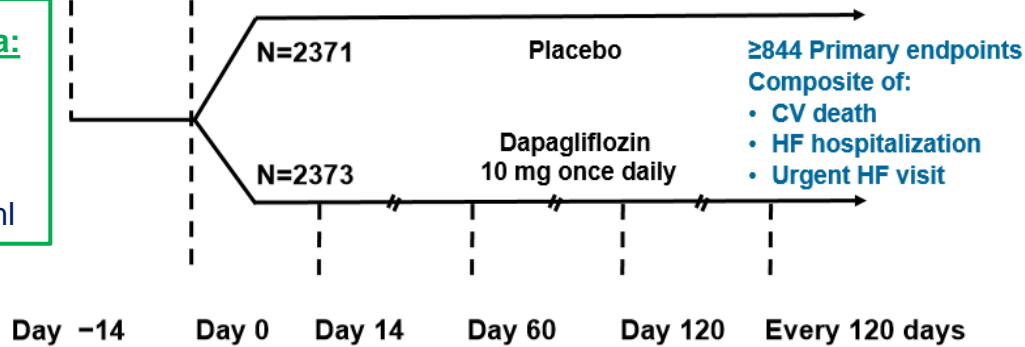 a:
nl
N=2371
Placebo
≥844 Primary endpoints
Composite of:
• CV death
• HF hospitalization
• Urgent HF visit
Dapagliflozin
10 mg once daily
N=2373
Day −14
Day 0
Day 14
Day 60
Day 120
Every 120 days